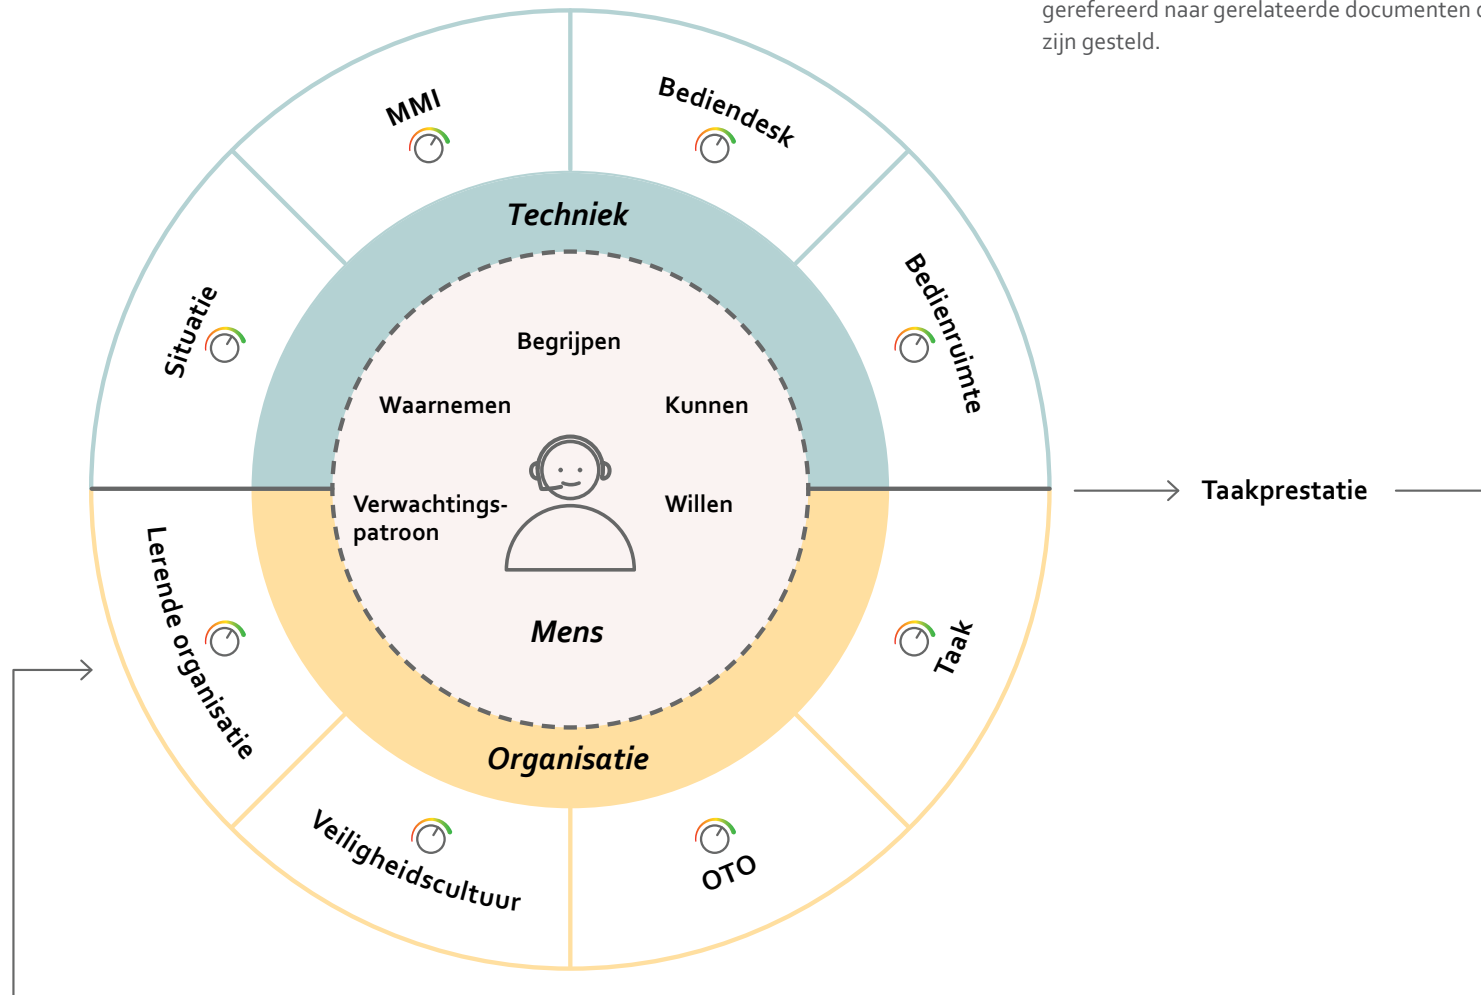 gerefereerd naar gerelateerde documenten
zijn gesteld.
MMI
Bediendesk
Techniek
Situatie
Bedienruimte
Begrijpen
Waarnemen
Kunnen
Verwachtings-
patroon
Willen
Taakprestatie
Mens
Lerende organisatie
Taak
Organisatie
Veiligheidscultuur
OTO